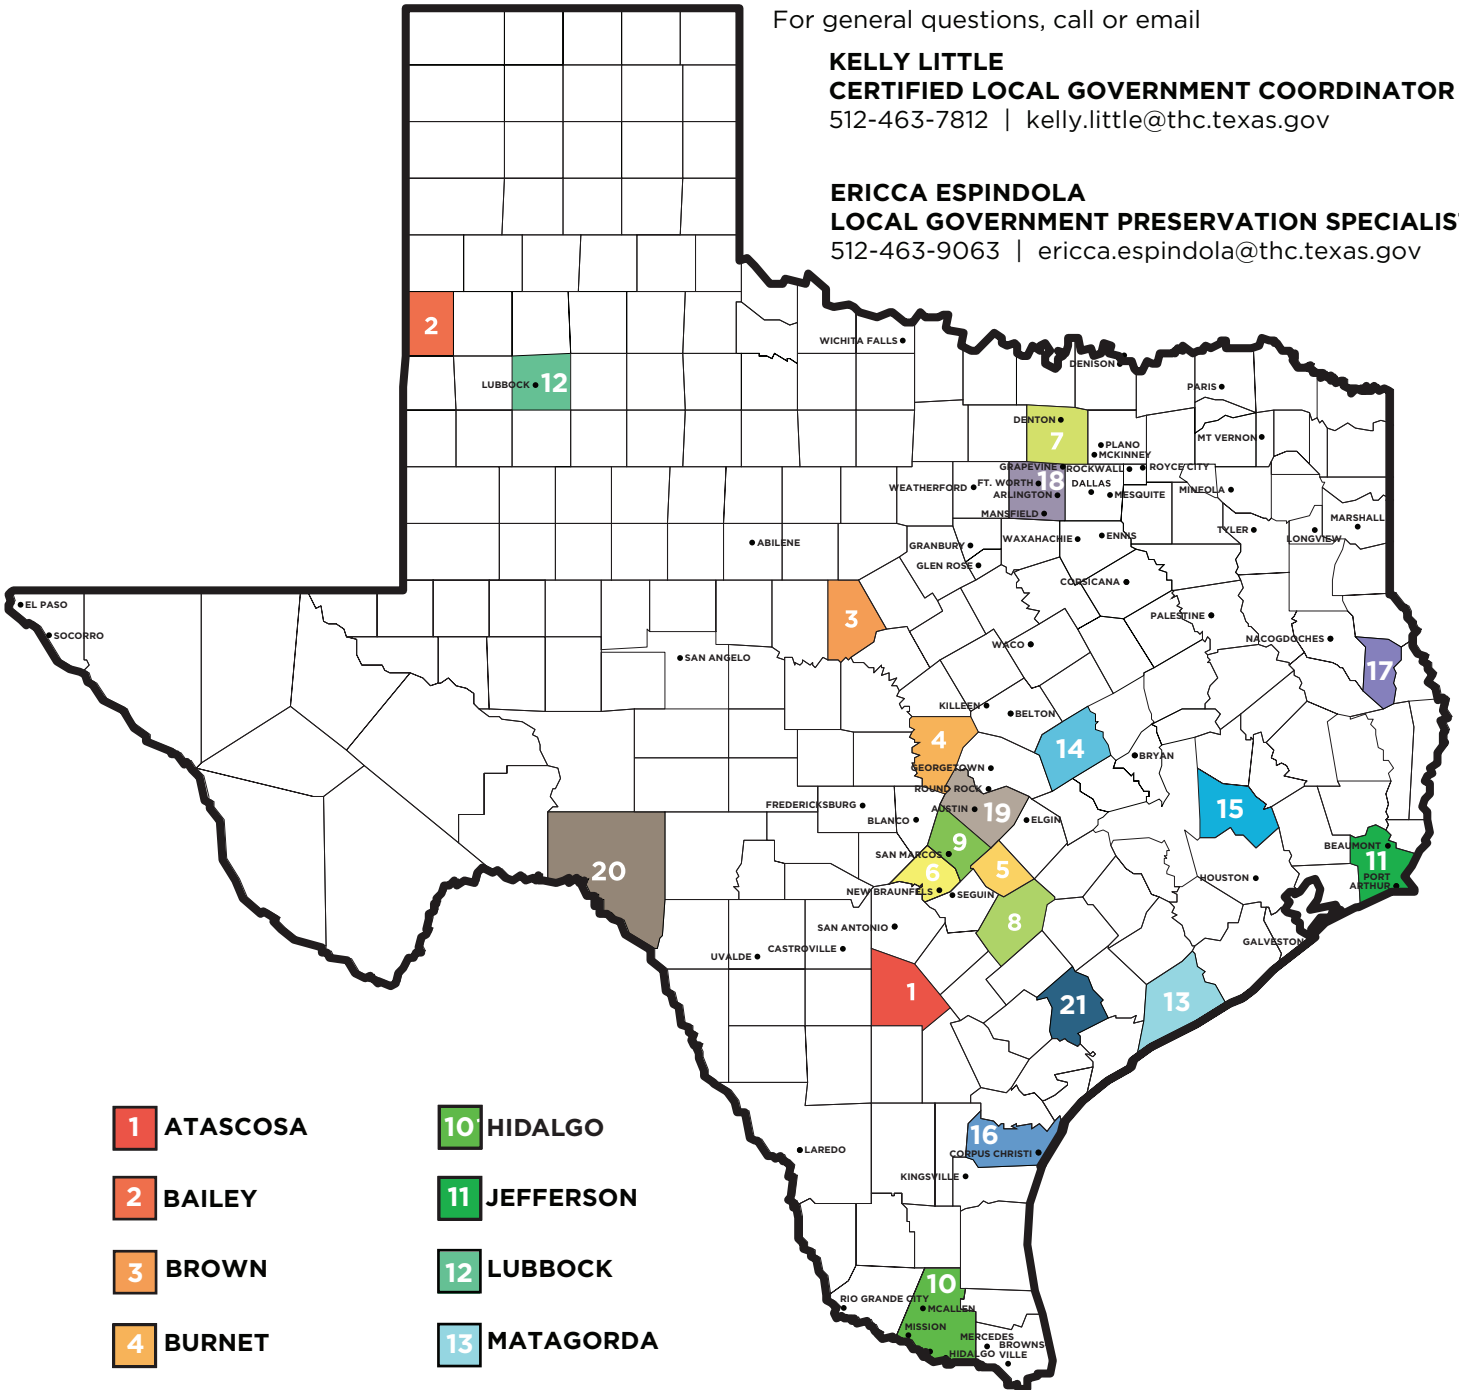 For general questions, call or email
KELLY LITTLE
CERTIFIED LOCAL GOVERNMENT COORDINATOR
512-463-7812 | kelly.little@thc.texas.gov
ERICCA ESPINDOLA
LOCAL GOVERNMENT PRESERVATION SPECIALIS
512-463-9063 | ericca.espindola@thc.texas.gov
2
WICHITA FALLS
DENISON
LUBBOCK
12
PARIS
DENTON
7
PLANO
MCKINNEY
MT VERNON
GRAPEVINE
ROCKWALL
ROYCE CITY
WEATHERFORD
FT. WORTH
18
DALLAS
ARLINGTON
MESQUITE
MINEOLA
MANSFIELD
MARSHALL
TYLER
LONGVIEW
ABILENE
GRANBURY
WAXAHACHIE
ENNIS
GLEN ROSE
CORSICANA
EL PASO
SOCORRO
3
PALESTINE
WACO
NACOGDOCHES
SAN ANGELO
17
KILLEEN
BELTON
4
14
BRYAN
GEORGETOWN
ROUND ROCK
FREDERICKSBURG
AUSTIN
19
15
BLANCO
ELGIN
9
SAN MARCOS
BEAUMONT
11
20
6
5
HOUSTON
PORT
ARTHUR
NEW BRAUNFELS
SEGUIN
8
SAN ANTONIO
GALVESTON
CASTROVILLE
UVALDE
1
21
13
16
CORPUS CHRISTI
LAREDO
KINGSVILLE
10
RIO GRANDE CITY
MCALLEN
MISSION
MERCEDES
BROWNS
VILLE
HIDALGO
1 ATASCOSA
2 BAILEY
3 BROWN
4 BURNET
10 HIDALGO
11 JEFFERSON
12 LUBBOCK
13 MATAGORDA